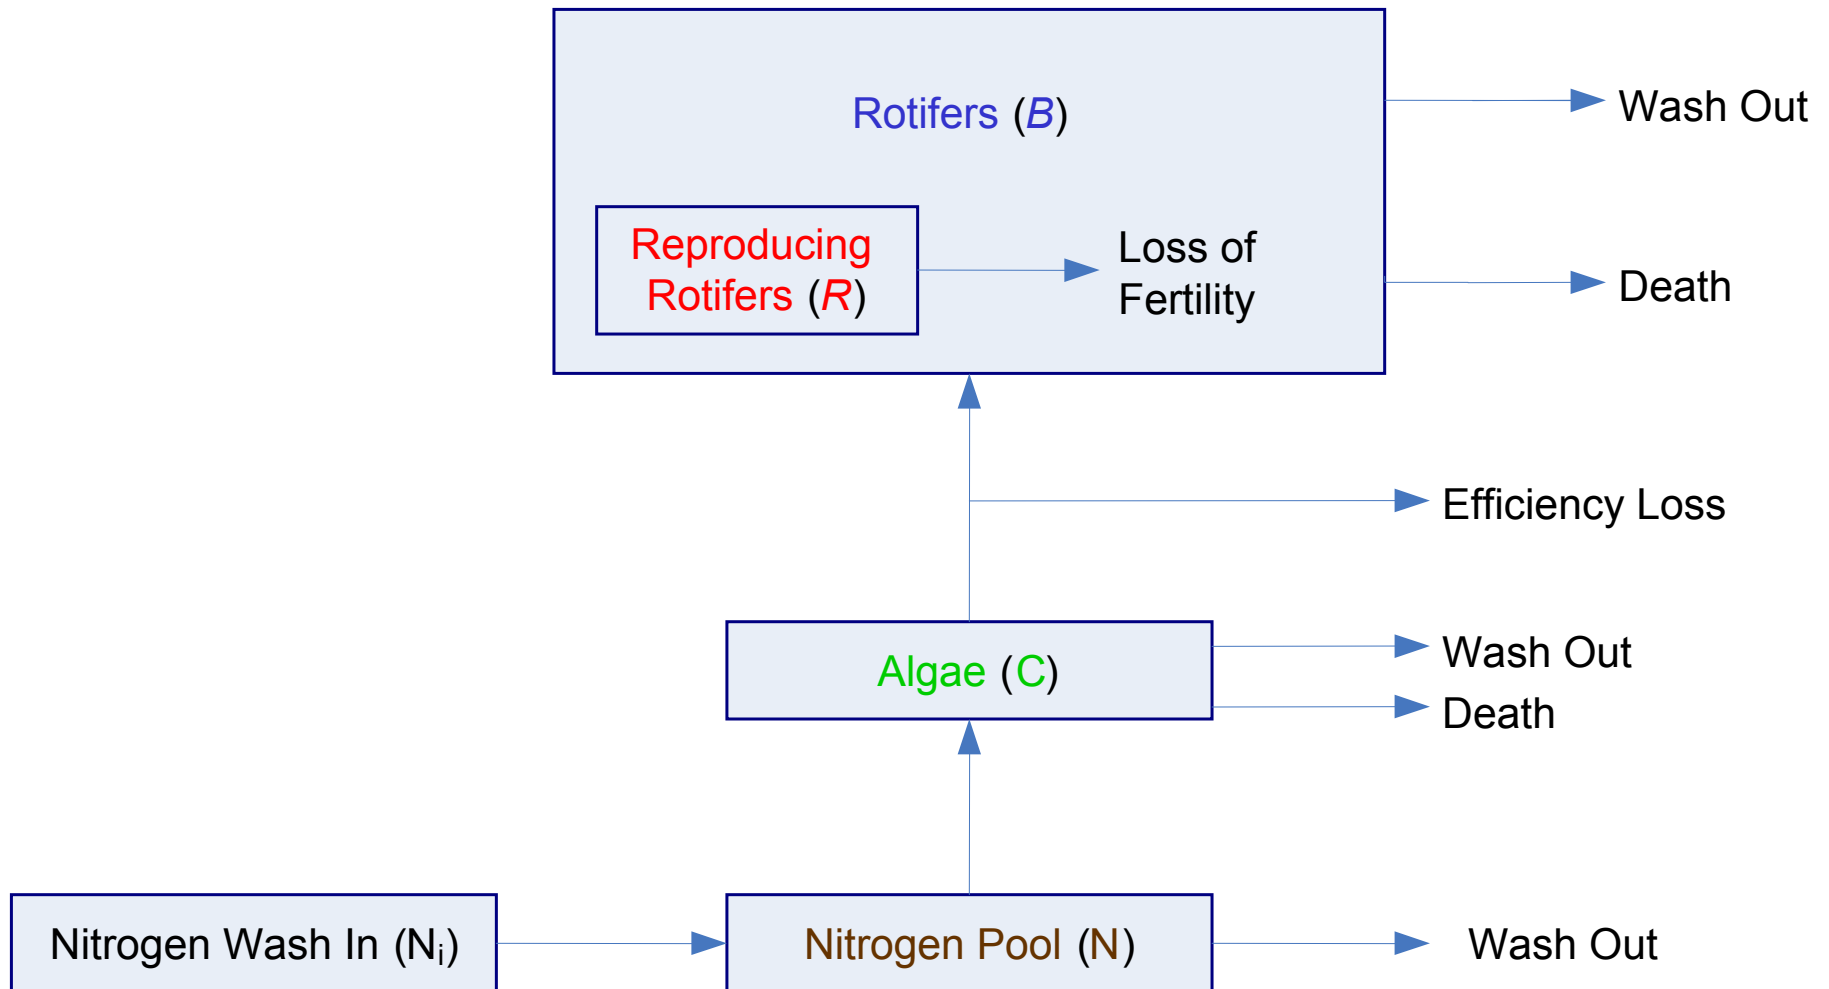 Rotifers (B)
Wash Out
Reproducing
Rotifers (R)
Loss of
Fertility
Death
Efficiency Loss
Algae (C)
Wash Out
Death
Nitrogen Wash In (Nᵢ)
Nitrogen Pool (N)
Wash Out